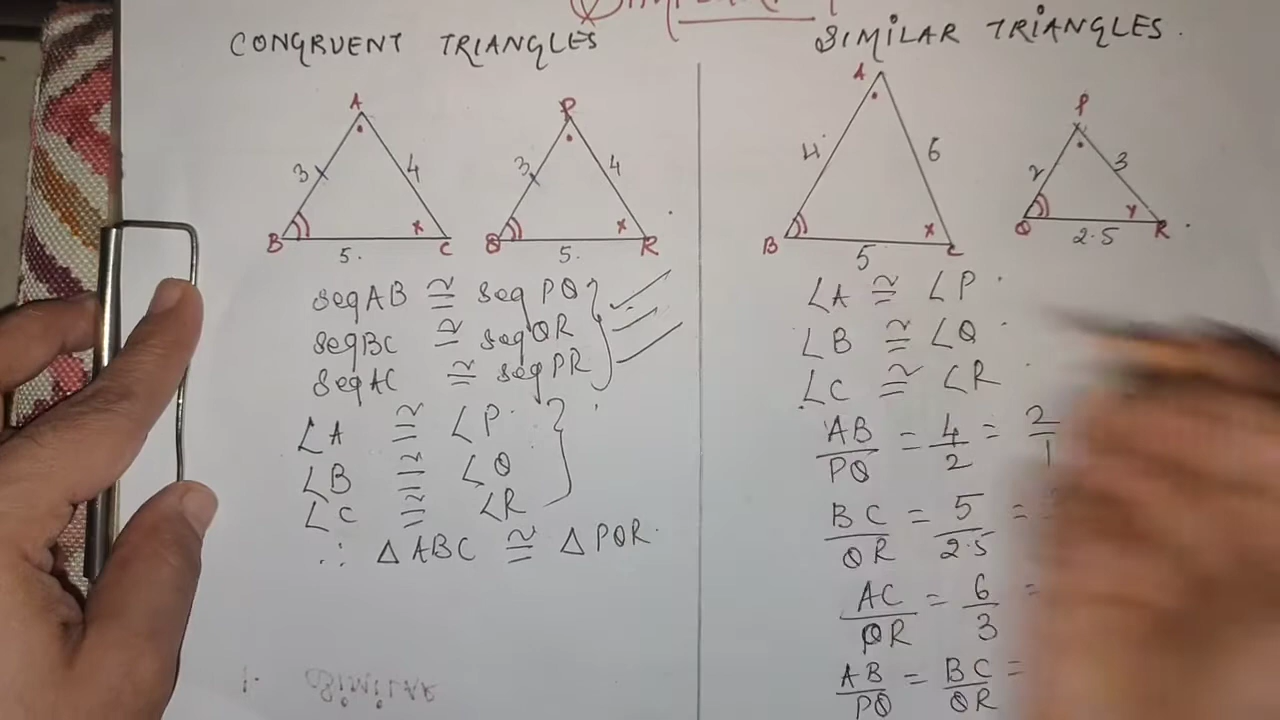 CONGRUENT TRIANGLES
A
3
4
B
C
5.
P
3
4
Q
R
5.
seg AB ≅ seg PQ
seg BC ≅ seg QR
seg AC ≅ seg PR
∠A ≅ ∠P
∠B ≅ ∠Q
∠C ≅ ∠R
∴ △ABC ≅ △PQR.
SIMILAR TRIANGLES.
A
4
6
B
C
5
P
2
3
Q
R
2.5
∠A ≅ ∠P
∠B ≅ ∠Q
∠C ≅ ∠R
AB/PQ = 4/2 = 2/1
BC/QR = 5/2.5 =
AC/PR = 6/3 =
AB/PQ = BC/QR =